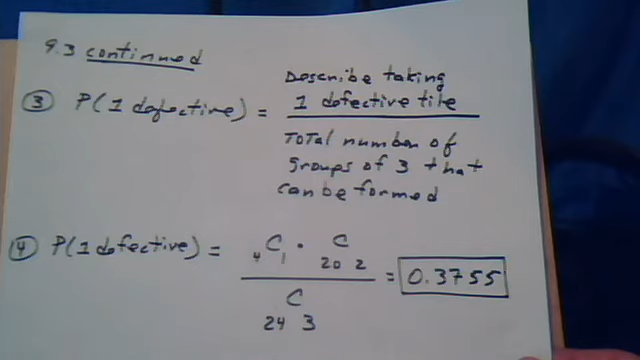 9.3 continued
Describe taking
③ P(1 defective) = 1 defective tile
Total number of
groups of 3 that
can be formed
④ P(1 defective) = ₄C₁ · ₂₀C₂ = 0.3755
₂₄C₃